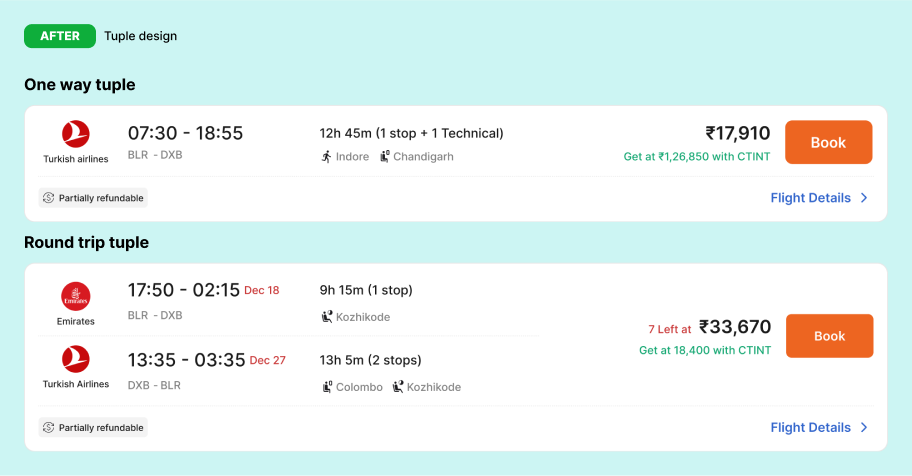 AFTER Tuple design
One way tuple
Turkish airlines
07:30 - 18:55
BLR - DXB
12h 45m (1 stop + 1 Technical)
Indore Chandigarh
₹17,910
Get at ₹1,26,850 with CTINT
Book
Partially refundable
Flight Details
Round trip tuple
Emirates
Emirates
17:50 - 02:15 Dec 18
BLR - DXB
9h 15m (1 stop)
Kozhikode
Turkish Airlines
13:35 - 03:35 Dec 27
DXB - BLR
13h 5m (2 stops)
Colombo Kozhikode
7 Left at ₹33,670
Get at 18,400 with CTINT
Book
Partially refundable
Flight Details